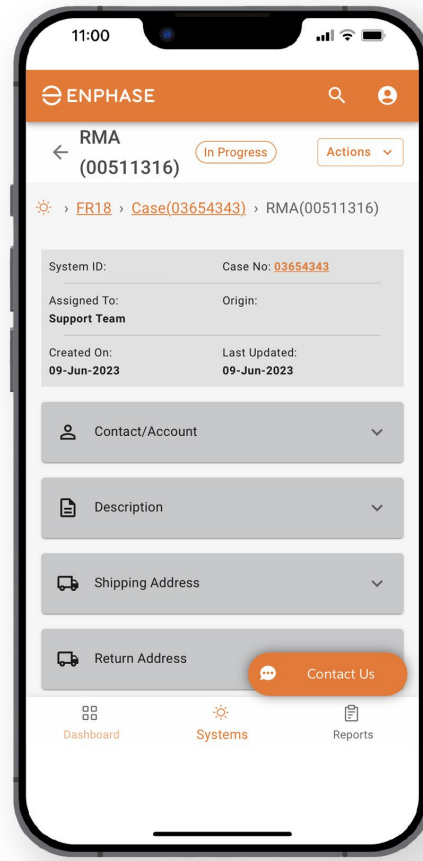 11:00
ENPHASE
RMA
(00511316)
In Progress
Actions
› FR18 › Case(03654343) › RMA(00511316)
System ID:
Case No: 03654343
Assigned To:
Support Team
Origin:
Created On:
09-Jun-2023
Last Updated:
09-Jun-2023
Contact/Account
Description
Shipping Address
Return Address
Contact Us
Dashboard
Systems
Reports